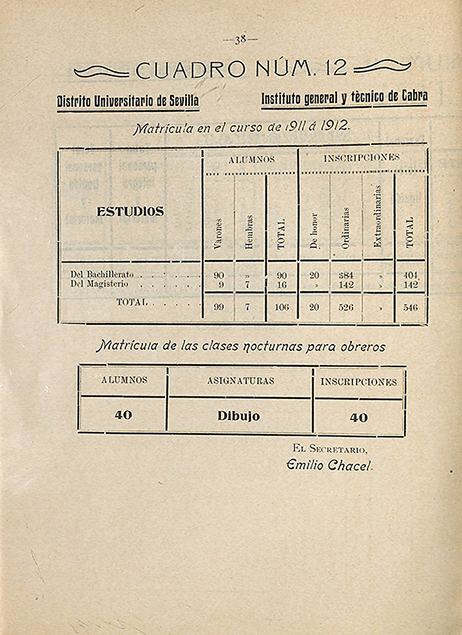 —38—
CUADRO NÚM. 12
Distrito Universitario de Sevilla Instituto general y tècnico de Cabra
Matrícula en el curso de 1911 á 1912.
ESTUDIOS ALUMNOS INSCRIPCIONES
Varones Hembras TOTAL De honor Ordinarias Extraordinarias TOTAL
Del Bachillerato . . . . . 90 » 90 20 384 » 404
Del Magisterio . . . . . 9 7 16 » 142 » 142
TOTAL . . . . . 99 7 106 20 526 » 546
Matrícula de las clases nocturnas para obreros
ALUMNOS ASIGNATURAS INSCRIPCIONES
40 Dibujo 40
EL SECRETARIO,
Emilio Chacel.